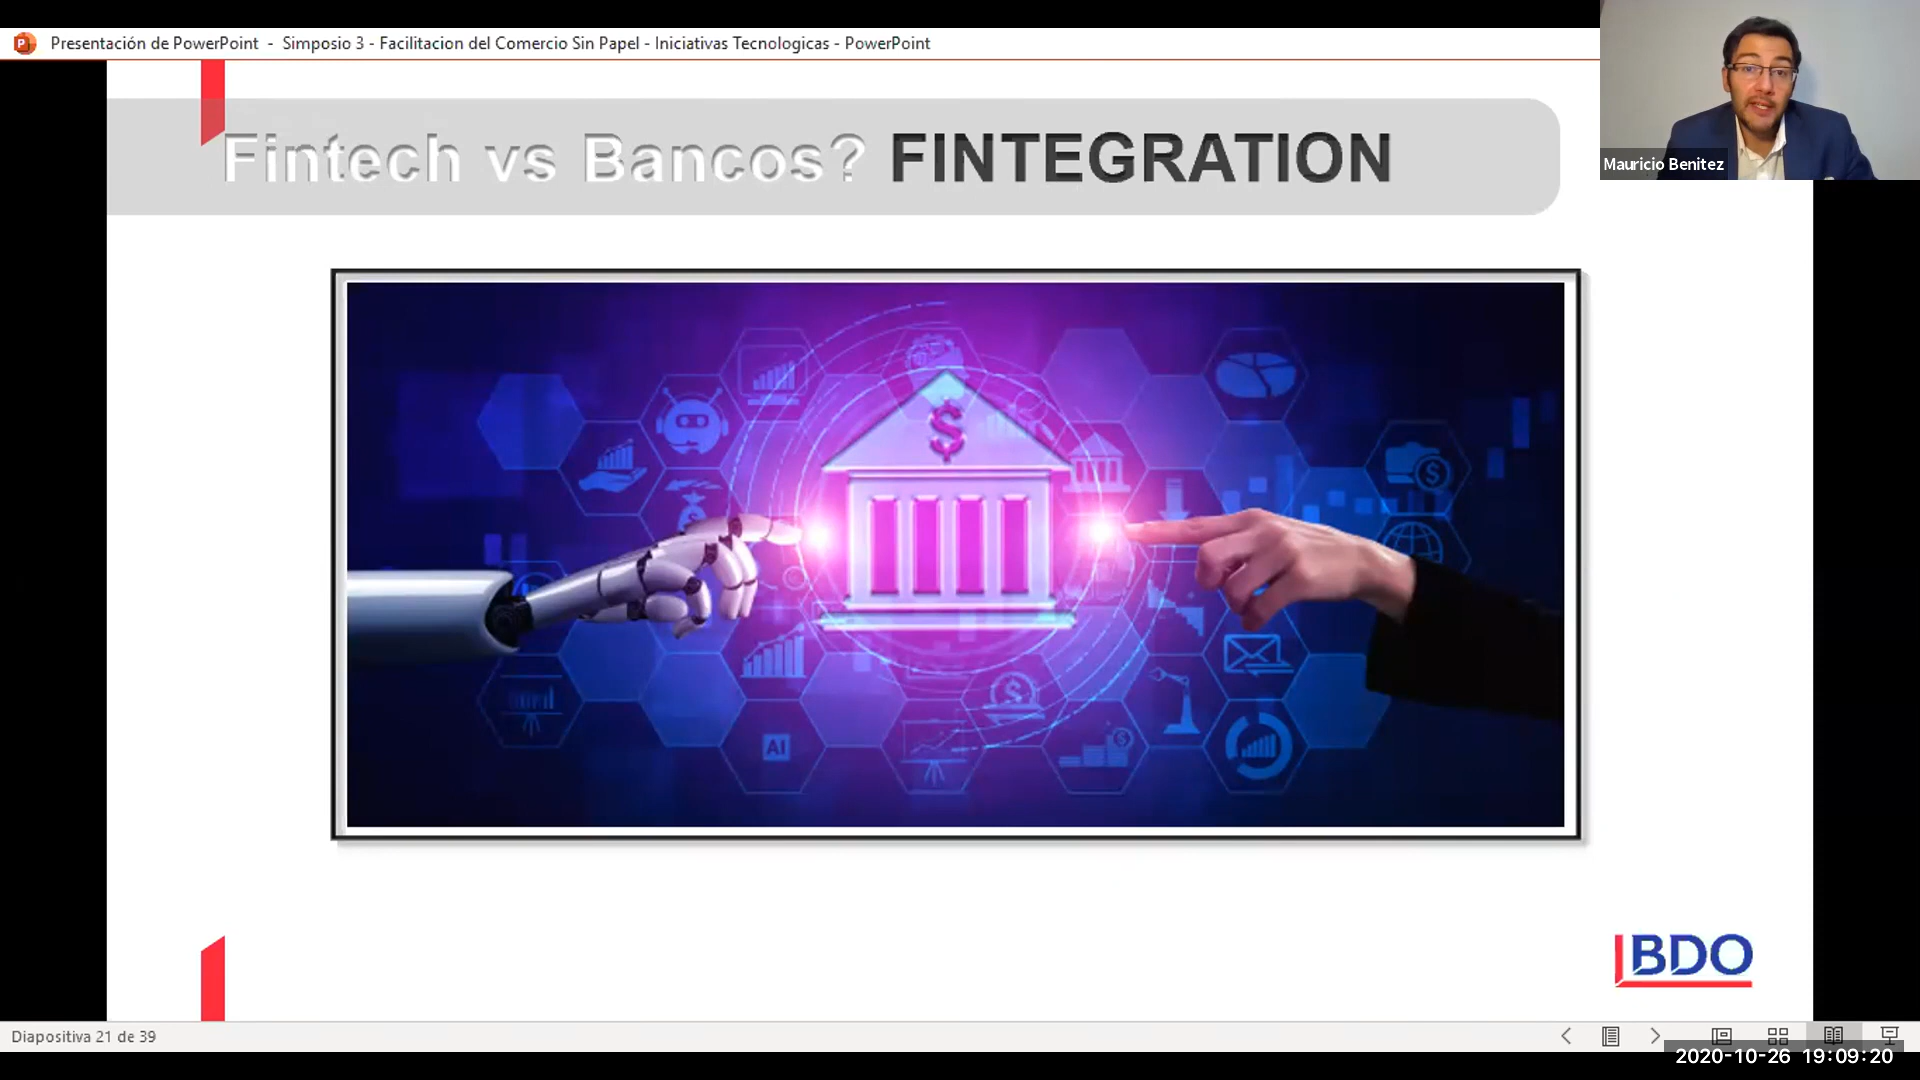 Presentación de PowerPoint - Simposio 3 - Facilitacion del Comercio Sin Papel - Iniciativas Tecnologicas - PowerPoint
Mauricio Benitez
Fintech vs Bancos? FINTEGRATION
$
$
$
AI
$
$
BDO
Diapositiva 21 de 39
2020-10-26 19:09:20